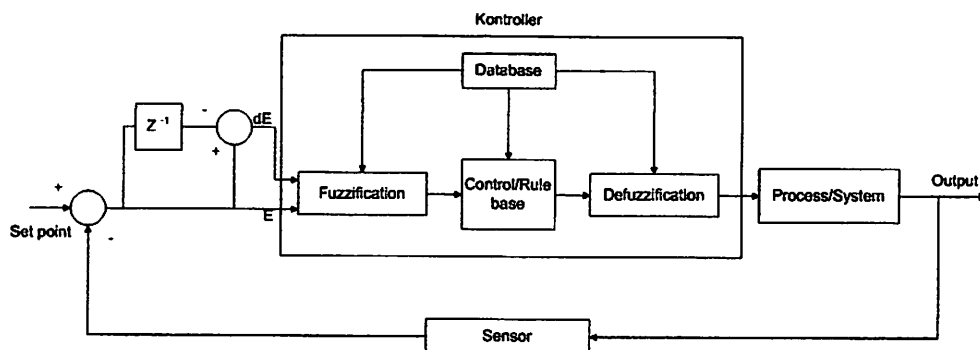 Kontroller
Database
Z -1
-
dE
+
Fuzzification
Control/Rule
base
Defuzzification
Process/System
Output
+
E
Set point
-
Sensor